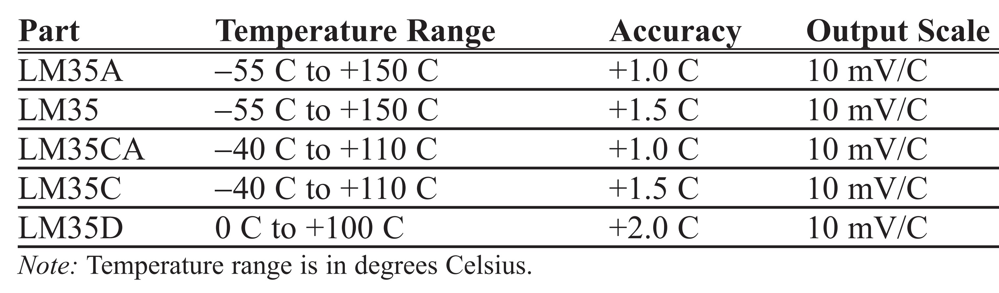 Part Temperature Range Accuracy Output Scale
LM35A –55 C to +150 C +1.0 C 10 mV/C
LM35 –55 C to +150 C +1.5 C 10 mV/C
LM35CA –40 C to +110 C +1.0 C 10 mV/C
LM35C –40 C to +110 C +1.5 C 10 mV/C
LM35D 0 C to +100 C +2.0 C 10 mV/C
Note: Temperature range is in degrees Celsius.